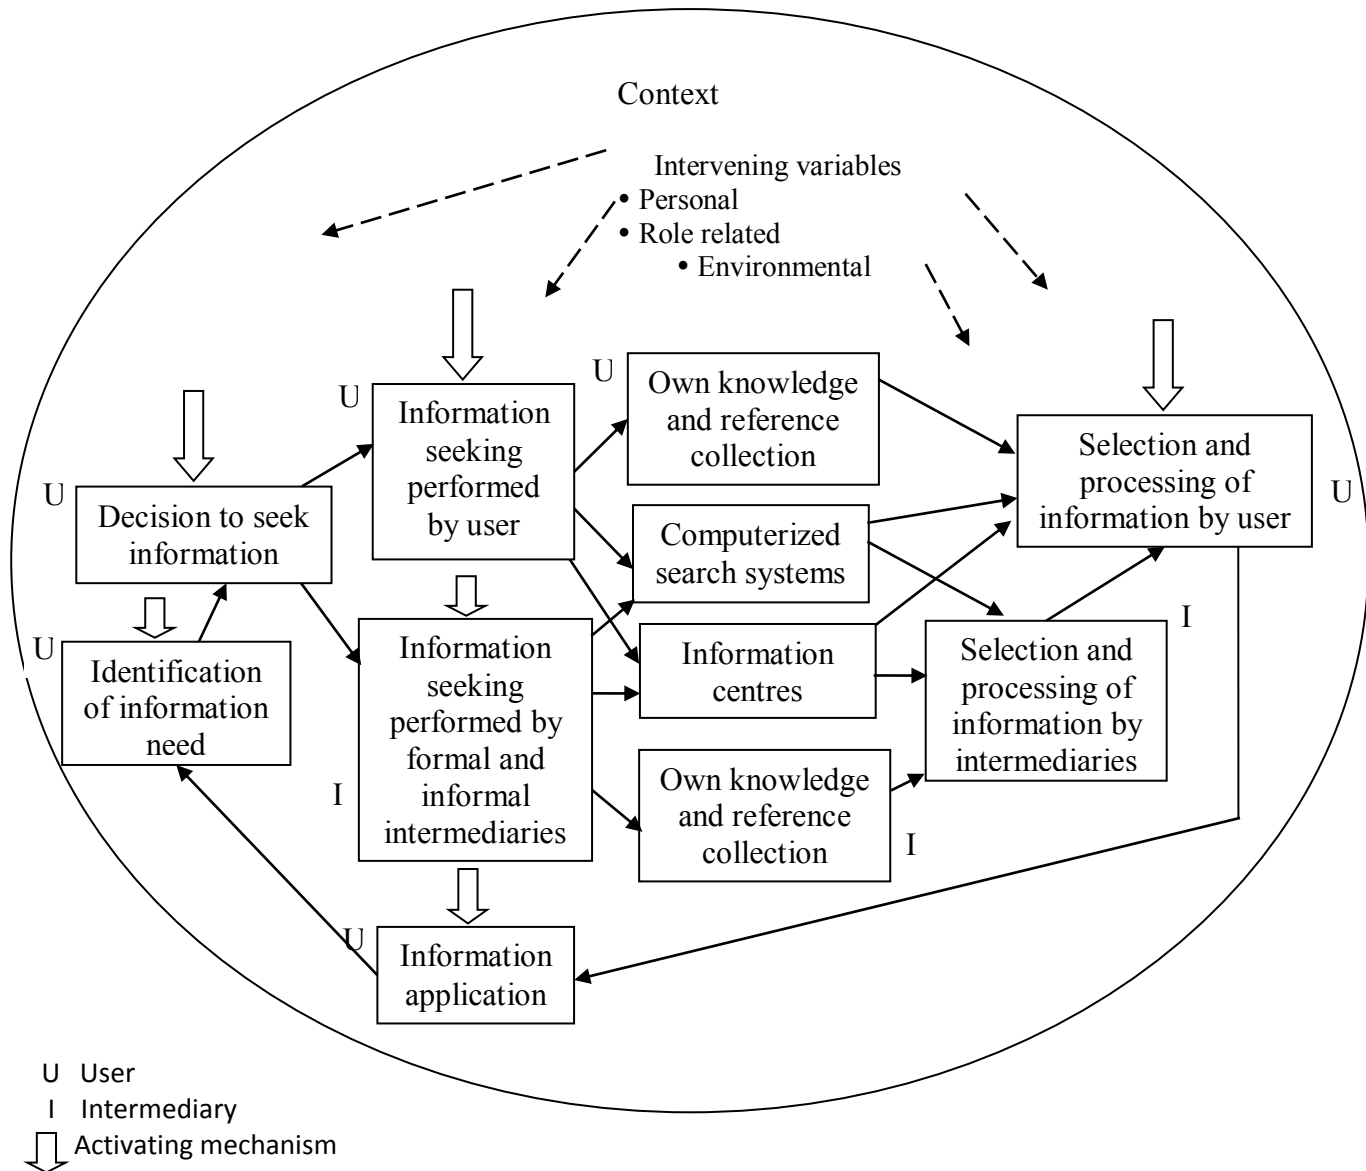 Context
Intervening variables
• Personal
• Role related
• Environmental
U
Decision to seek
information
U
Identification
of information
need
U
Information
seeking
performed
by user
I
Information
seeking
performed by
formal and
informal
intermediaries
U
Information
application
U
Own knowledge
and reference
collection
Computerized
search systems
Information
centres
Own knowledge
and reference
collection
I
Selection and
processing of
information by user
U
Selection and
processing of
information by
intermediaries
I
U User
I Intermediary
Activating mechanism